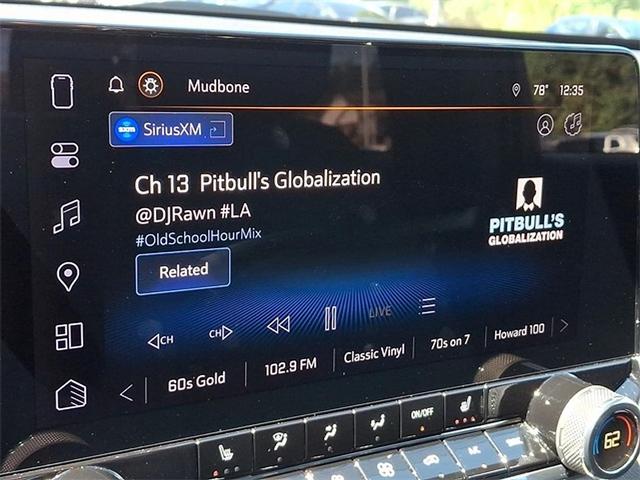 Mudbone
78° 12:35
SiriusXM
Ch 13 Pitbull's Globalization
@DJRawn #LA
#OldSchoolHourMix
PITBULL'S
GLOBALIZATION
Related
CH CH LIVE
60s Gold 102.9 FM Classic Vinyl 70s on 7 Howard 100
ON/OFF
62